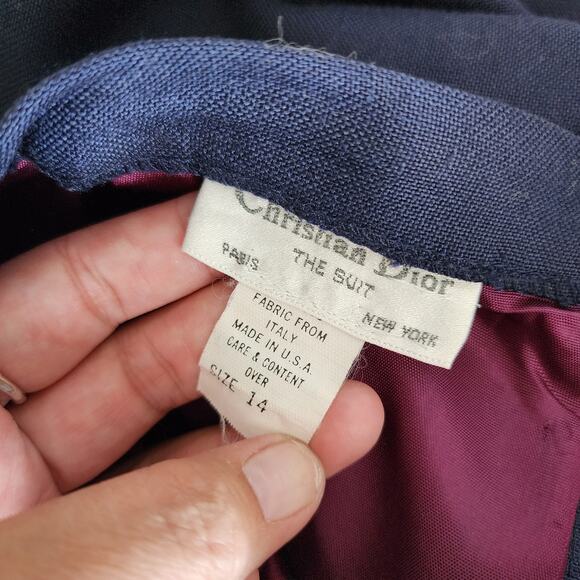 Christian Dior
THE SUIT
PARIS
NEW YORK
FABRIC FROM
ITALY
MADE IN U.S.A.
CARE & CONTENT
OVER
SIZE 14